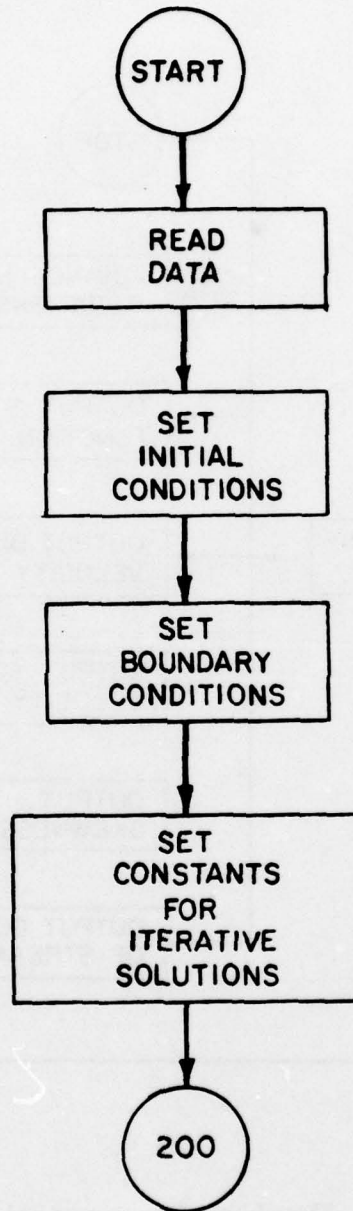 START
READ
DATA
SET
INITIAL
CONDITIONS
SET
BOUNDARY
CONDITIONS
SET
CONSTANTS
FOR
ITERATIVE
SOLUTIONS
200